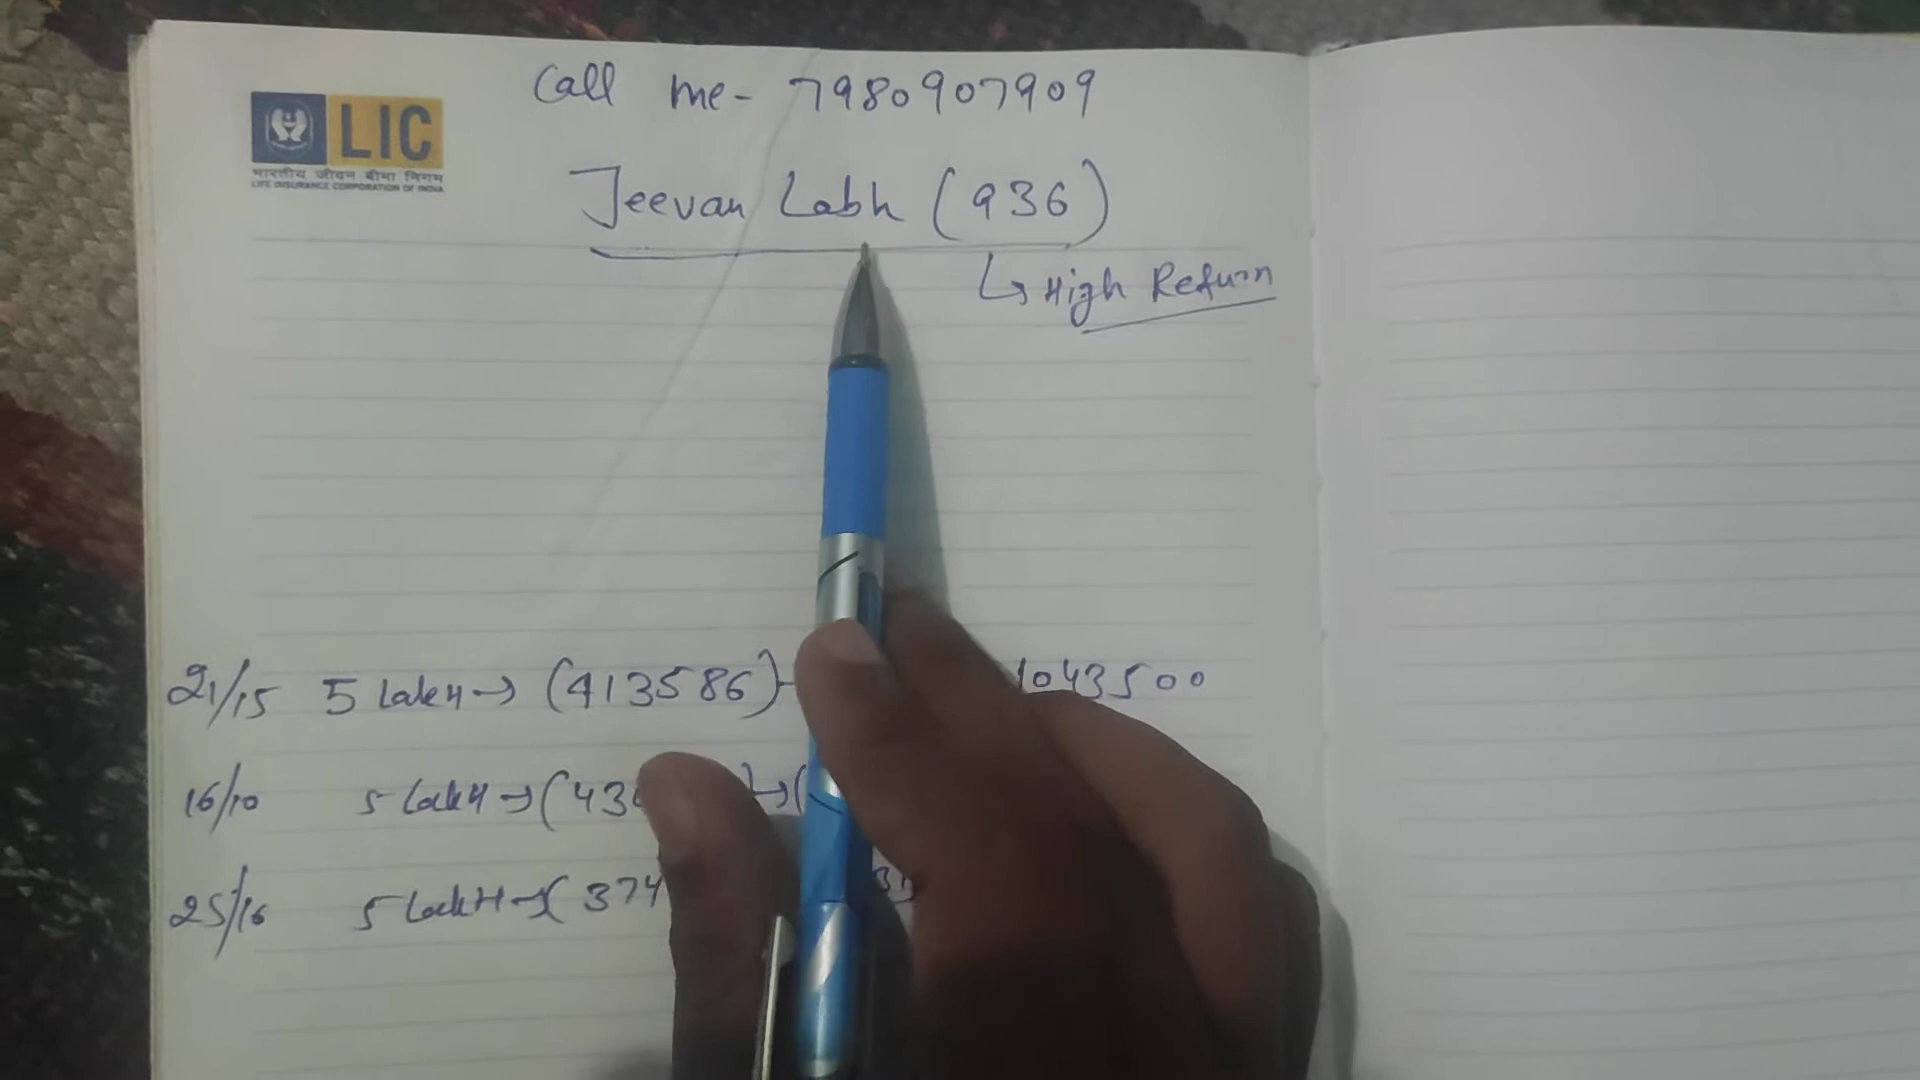 Call me - 7980907909
LIC
भारतीय जीवन बीमा निगम
LIFE INSURANCE CORPORATION OF INDIA
Jeevan Labh (936)
↳ High Return
21/15 5 Lakh → (413586) 1043500
16/10 5 Lakh → (43 ) → (
25/16 5 Lakh → ( 374